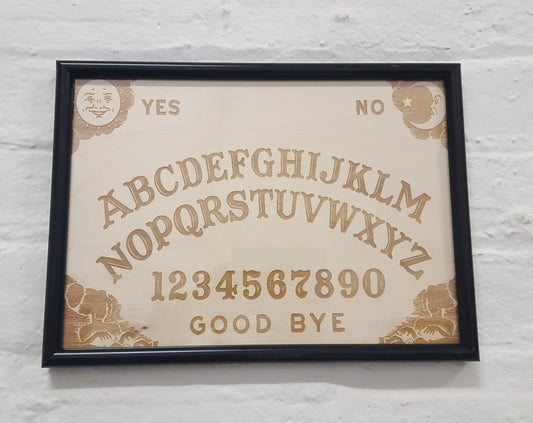 YES NO
ABCDEFGHIJKLM
NOPQRSTUVWXYZ
1234567890
GOOD BYE